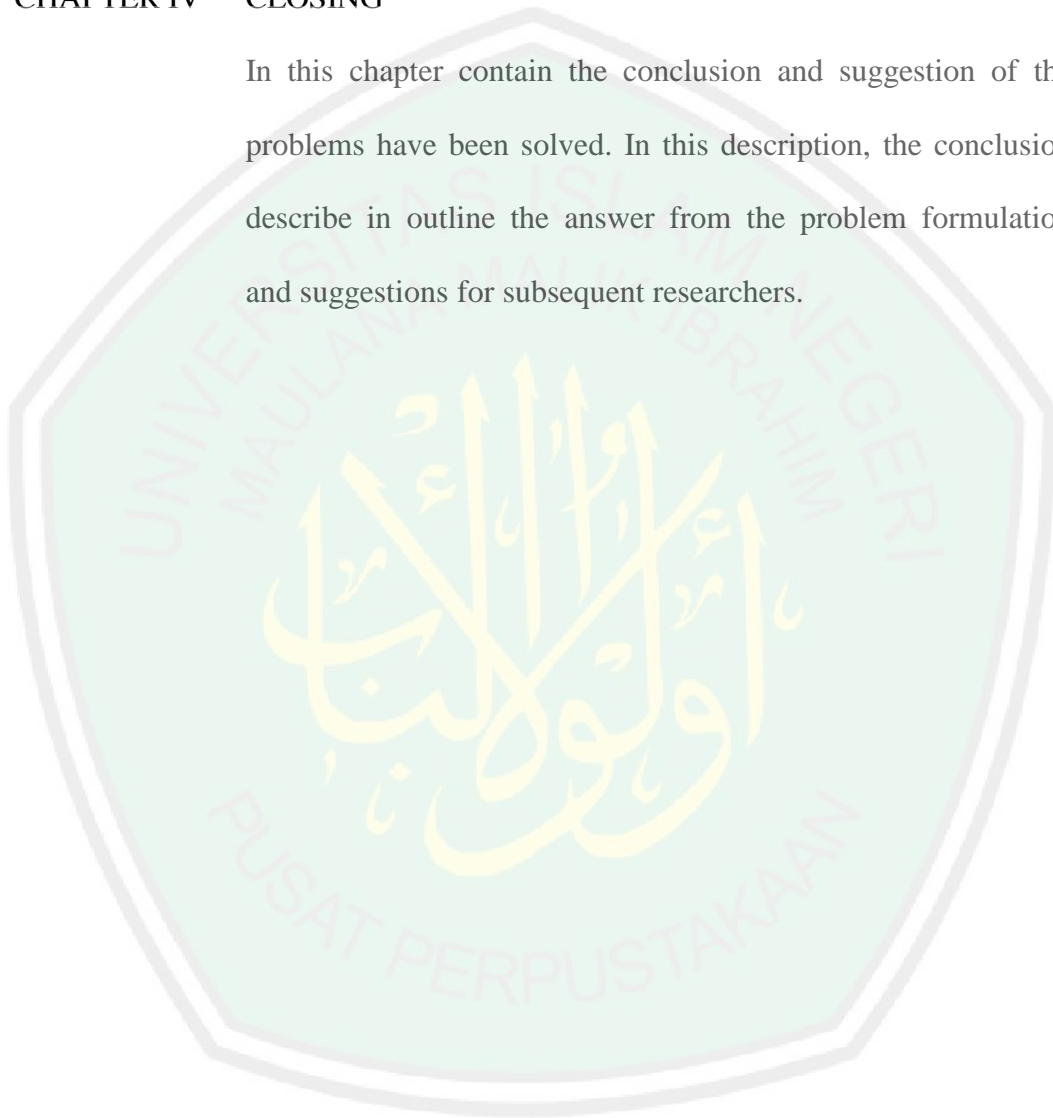 CHAPTER IV CLOSING
In this chapter contain the conclusion and suggestion of th
problems have been solved. In this description, the conclusio
describe in outline the answer from the problem formulatio
and suggestions for subsequent researchers.
UNIVERSITAS ISLAM NEGERI
MAULANA MALIK IBRAHIM
أولوا الألباب
PUSAT PERPUSTAKAAN